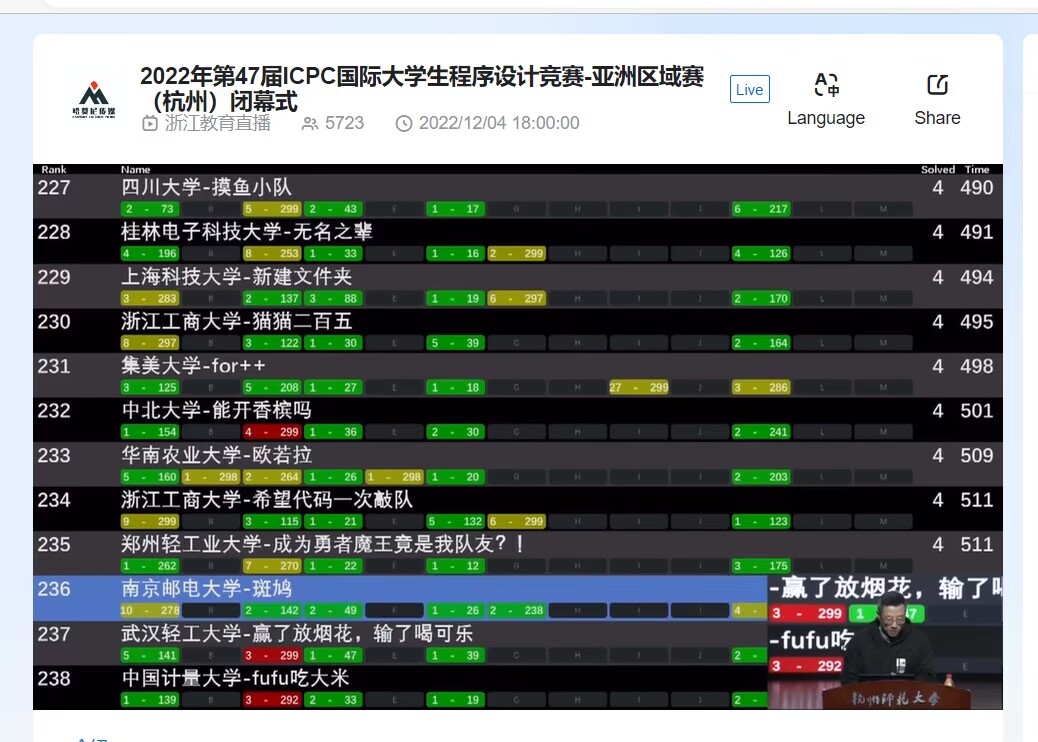 2022年第47届ICPC国际大学生程序设计竞赛-亚洲区域赛
（杭州）闭幕式
浙江教育直播 5723 2022/12/04 18:00:00
Live
Language
Share
哈莫尼传媒
Rank Name Solved Time
227 四川大学-摸鱼小队 4 490
2 - 73 B 5 - 299 2 - 43 E 1 - 17 G H I J 6 - 217 L M
228 桂林电子科技大学-无名之辈 4 491
4 - 196 B 8 - 253 1 - 33 E 1 - 16 2 - 299 H I J 4 - 126 L M
229 上海科技大学-新建文件夹 4 494
3 - 283 B 2 - 137 3 - 88 E 1 - 19 6 - 297 H I J 2 - 170 L M
230 浙江工商大学-猫猫二百五 4 495
8 - 297 B 3 - 122 1 - 30 E 5 - 39 G H I J 2 - 164 L M
231 集美大学-for++ 4 498
3 - 125 B 5 - 208 1 - 27 E 1 - 18 G H 27 - 299 J 3 - 286 L M
232 中北大学-能开香槟吗 4 501
1 - 154 B 4 - 299 1 - 36 E 2 - 30 G H I J 2 - 241 L M
233 华南农业大学-欧若拉 4 509
5 - 160 1 - 298 2 - 264 1 - 26 1 - 298 1 - 20 G H I J 2 - 203 L M
234 浙江工商大学-希望代码一次敲队 4 511
9 - 299 B 3 - 115 1 - 21 E 5 - 132 6 - 299 H I J 1 - 123 L M
235 郑州轻工业大学-成为勇者魔王竟是我队友？！ 4 511
1 - 262 B 7 - 270 1 - 22 E 1 - 12 G H I J 3 - 175 L M
236 南京邮电大学-斑鸠
10 - 278 B 2 - 142 2 - 49 E 1 - 26 2 - 238 H I J 4 -
237 武汉轻工大学-赢了放烟花，输了喝可乐
5 - 141 B 3 - 299 1 - 47 E 1 - 39 G H I J 2 -
238 中国计量大学-fufu吃大米
1 - 139 B 3 - 292 2 - 33 E 1 - 19 G H I J 2 -
-赢了放烟花，输了喝
3 - 299 1 47 E
-fufu吃
3 - 292 E
杭州师范大学
介绍